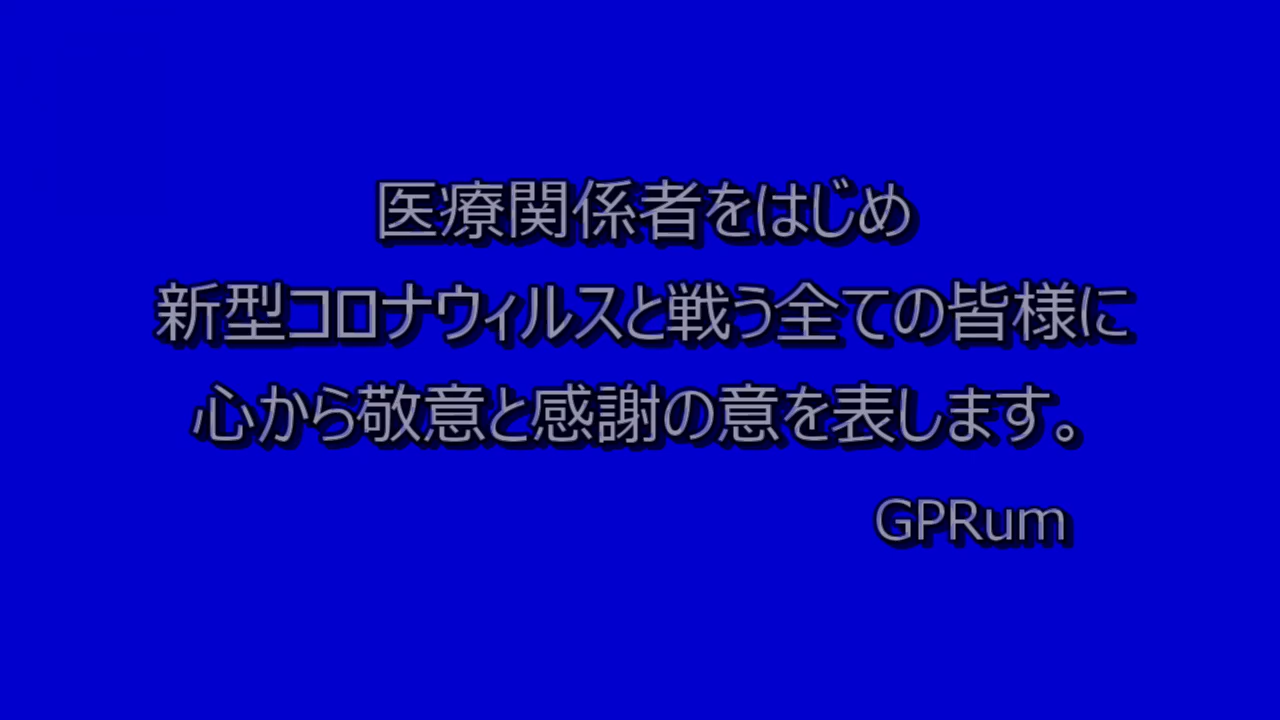 医療関係者をはじめ
新型コロナウィルスと戦う全ての皆様に
心から敬意と感謝の意を表します。
GPRum